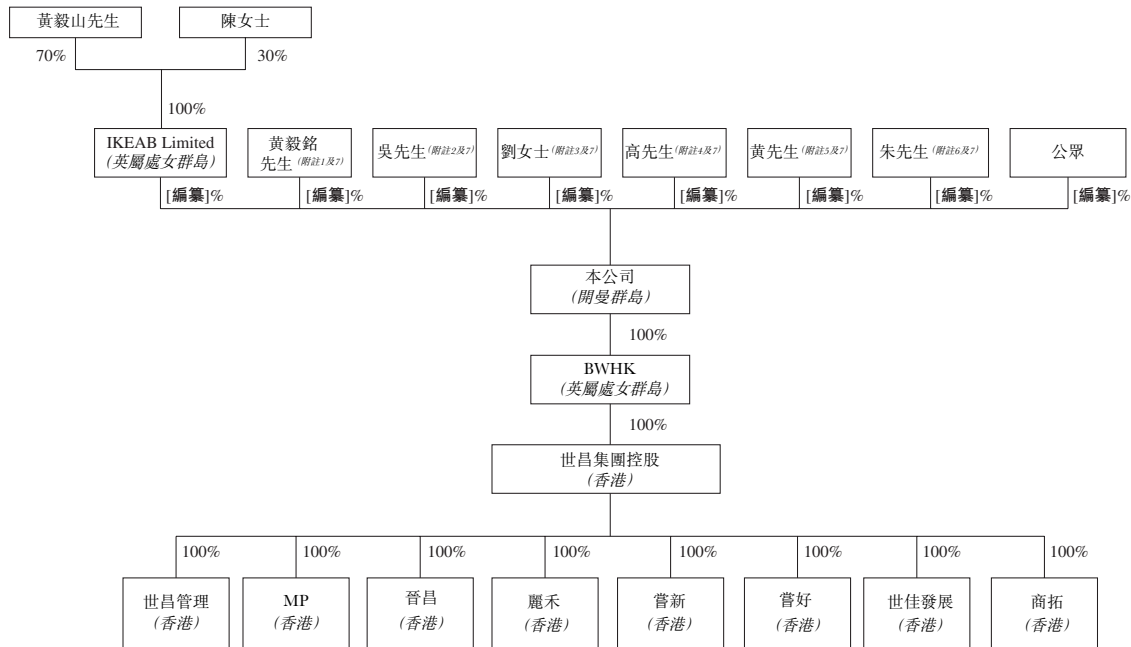 黃毅山先生 陳女士
70% 30%
100%
IKEAB Limited
(英屬處女群島)
黃毅銘
先生(附註1及7)
吳先生(附註2及7)
劉女士(附註3及7)
高先生(附註4及7)
黃先生(附註5及7)
朱先生(附註6及7)
公眾
[編纂]% [編纂]% [編纂]% [編纂]% [編纂]% [編纂]% [編纂]% [編纂]%
本公司
(開曼群島)
100%
BWHK
(英屬處女群島)
100%
世昌集團控股
(香港)
100% 100% 100% 100% 100% 100% 100% 100%
世昌管理 MP 晉昌 麗禾 嘗新 嘗好 世佳發展 商拓
(香港) (香港) (香港) (香港) (香港) (香港) (香港) (香港)